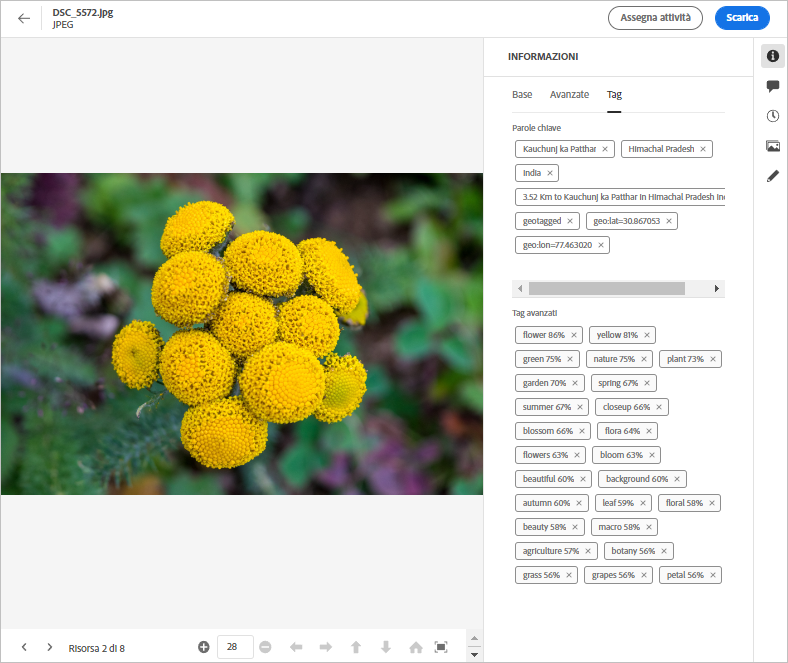 DSC_5572.jpg
JPEG
Assegna attività
Scarica
INFORMAZIONI
Base Avanzate Tag
Parole chiave
Kauchunj ka Patthar × Himachal Pradesh ×
India ×
3.52 Km to Kauchunj ka Patthar in Himachal Pradesh
geotagged × geo:lat=30.867053 ×
geo:lon=77.463020 ×
Tag avanzati
flower 86% × yellow 81% ×
green 75% × nature 75% × plant 73% ×
garden 70% × spring 67% ×
summer 67% × closeup 66% ×
blossom 66% × flora 64% ×
flowers 63% × bloom 63% ×
beautiful 60% × background 60% ×
autumn 60% × leaf 59% × floral 58% ×
beauty 58% × macro 58% ×
agriculture 57% × botany 56% ×
grass 56% × grapes 56% × petal 56% ×
Risorsa 2 di 8
28